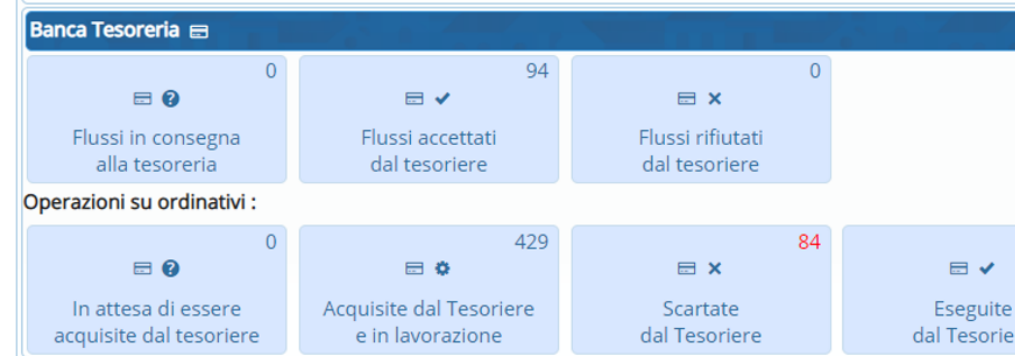 Banca Tesoreria
0
Flussi in consegna
alla tesoreria
94
Flussi accettati
dal tesoriere
0
Flussi rifiutati
dal tesoriere
Operazioni su ordinativi :
0
In attesa di essere
acquisite dal tesoriere
429
Acquisite dal Tesoriere
e in lavorazione
84
Scartate
dal Tesoriere
Eseguite
dal Tesorie